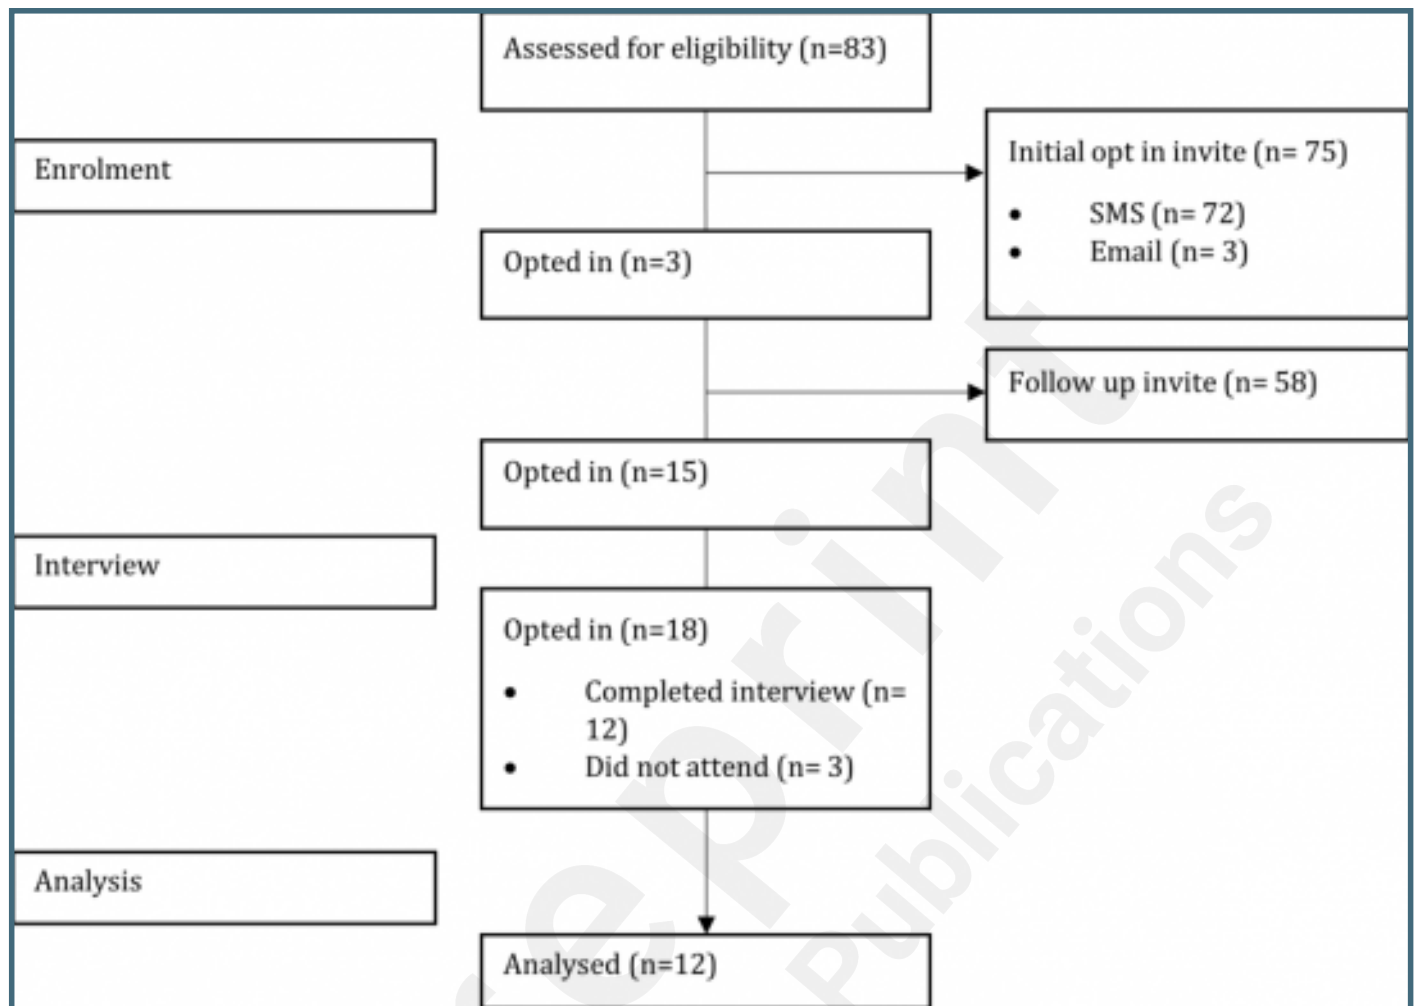 Assessed for eligibility (n=83)
Enrolment
Initial opt in invite (n= 75)
• SMS (n= 72)
• Email (n= 3)
Opted in (n=3)
Follow up invite (n= 58)
Opted in (n=15)
Interview
Opted in (n=18)
• Completed interview (n=
12)
• Did not attend (n= 3)
Analysis
Analysed (n=12)
eprint
Publications